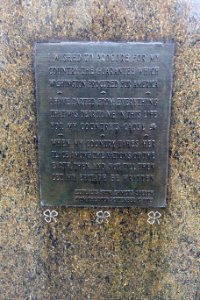 I WISHED TO PROCURE FOR MY
COUNTRY THE GUARANTEE WHICH
WASHINGTON PROCURED FOR AMERICA
I HAVE PARTED FROM EVERYTHING
THAT WAS DEAR TO ME IN THIS LIFE
FOR MY COUNTRY'S CAUSE
WHEN MY COUNTRY TAKES HER
PLACE AMONG THE NATIONS OF THE
EARTH THEN AND NOT TILL THEN
LET MY EPITAPH BE WRITTEN